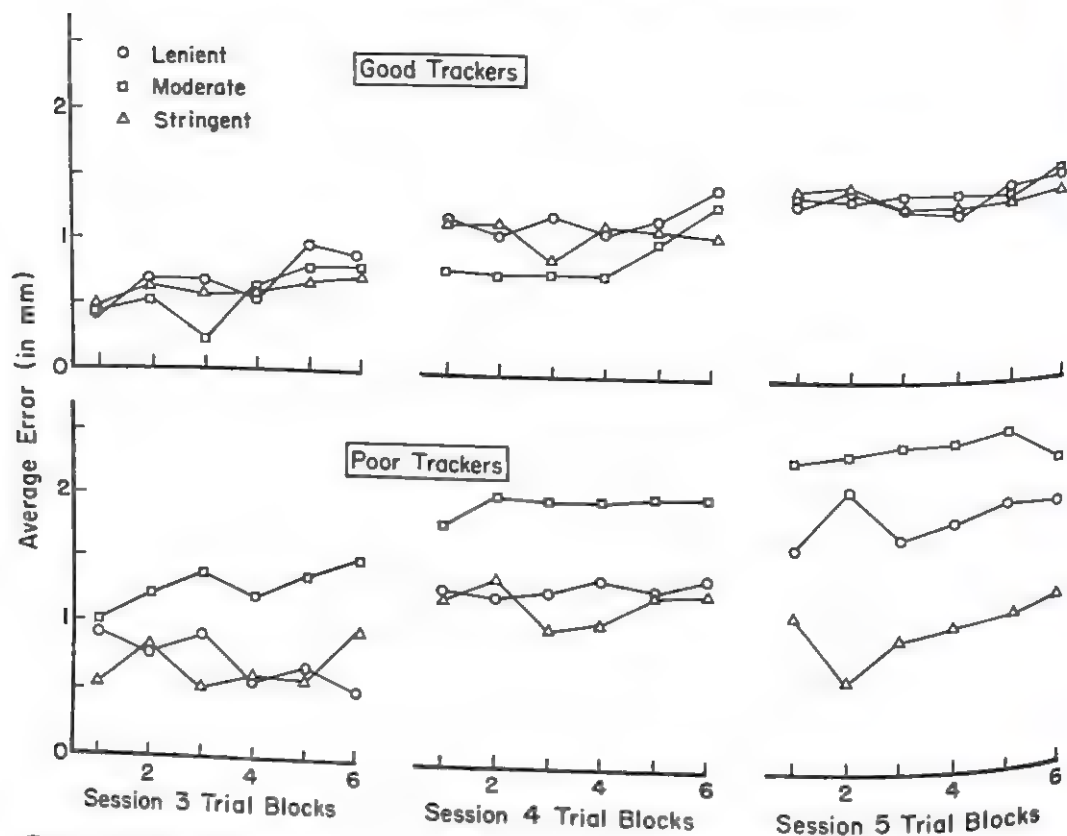 Lenient
Moderate
Stringent
Good Trackers
2
1
0
Average Error (in mm)
Poor Trackers
2
1
0
2 4 6
2 4 6
2 4 6
Session 3 Trial Blocks
Session 4 Trial Blocks
Session 5 Trial Blocks